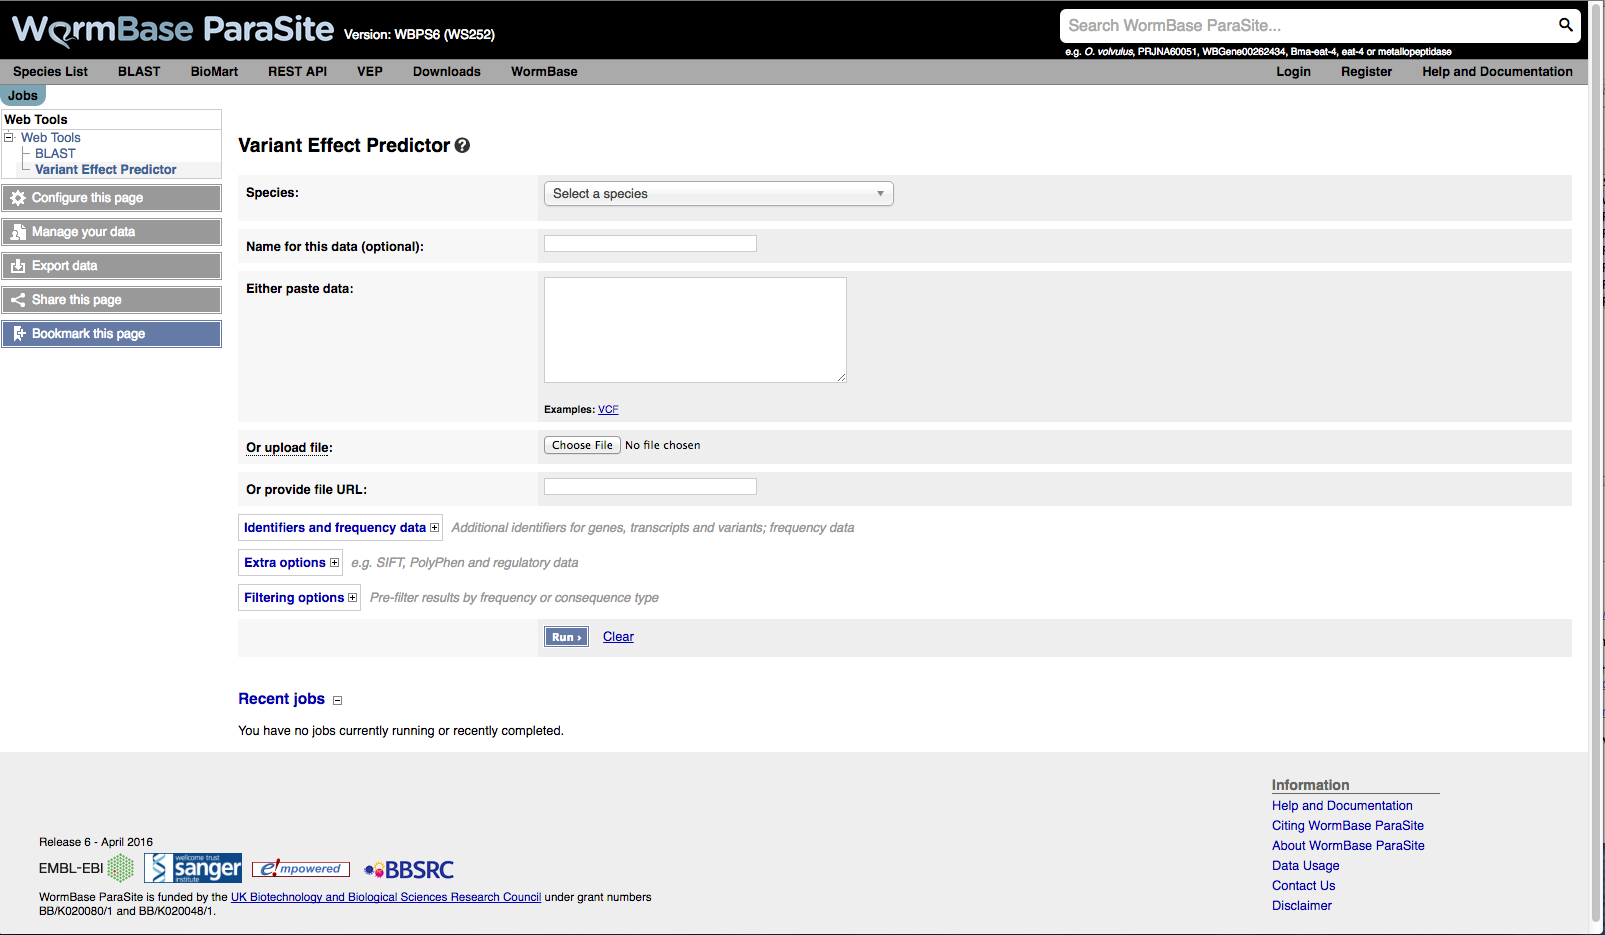 WormBase ParaSite Version: WBPS6 (WS252)
Search WormBase ParaSite...
e.g. O. volvulus, PRJNA60051, WBGene00262434, Bma-eat-4, eat-4 or metallopeptidase
Species List BLAST BioMart REST API VEP Downloads WormBase Login Register Help and Documentation
Jobs
Web Tools
Web Tools
BLAST
Variant Effect Predictor
Configure this page
Manage your data
Export data
Share this page
Bookmark this page
Variant Effect Predictor ?
Species: Select a species
Name for this data (optional):
Either paste data:
Examples: VCF
Or upload file: Choose File No file chosen
Or provide file URL:
Identifiers and frequency data Additional identifiers for genes, transcripts and variants; frequency data
Extra options e.g. SIFT, PolyPhen and regulatory data
Filtering options Pre-filter results by frequency or consequence type
Run › Clear
Recent jobs
You have no jobs currently running or recently completed.
Release 6 - April 2016
EMBL-EBI wellcome trust sanger institute e!mpowered BBSRC
WormBase ParaSite is funded by the UK Biotechnology and Biological Sciences Research Council under grant numbers
BB/K020080/1 and BB/K020048/1.
Information
Help and Documentation
Citing WormBase ParaSite
About WormBase ParaSite
Data Usage
Contact Us
Disclaimer